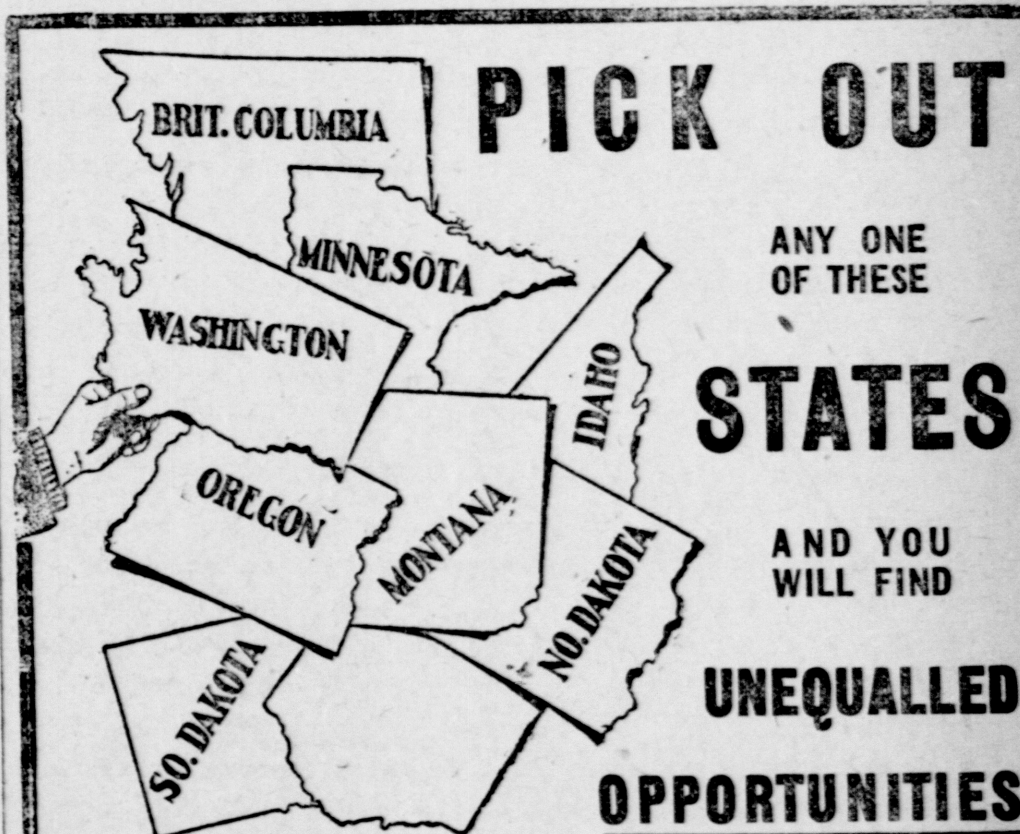 PICK OUT
BRIT. COLUMBIA
MINNESOTA
WASHINGTON
IDAHO
OREGON
MONTANA
NO. DAKOTA
SO. DAKOTA
ANY ONE
OF THESE
STATES
AND YOU
WILL FIND
UNEQUALLED
OPPORTUNITIES